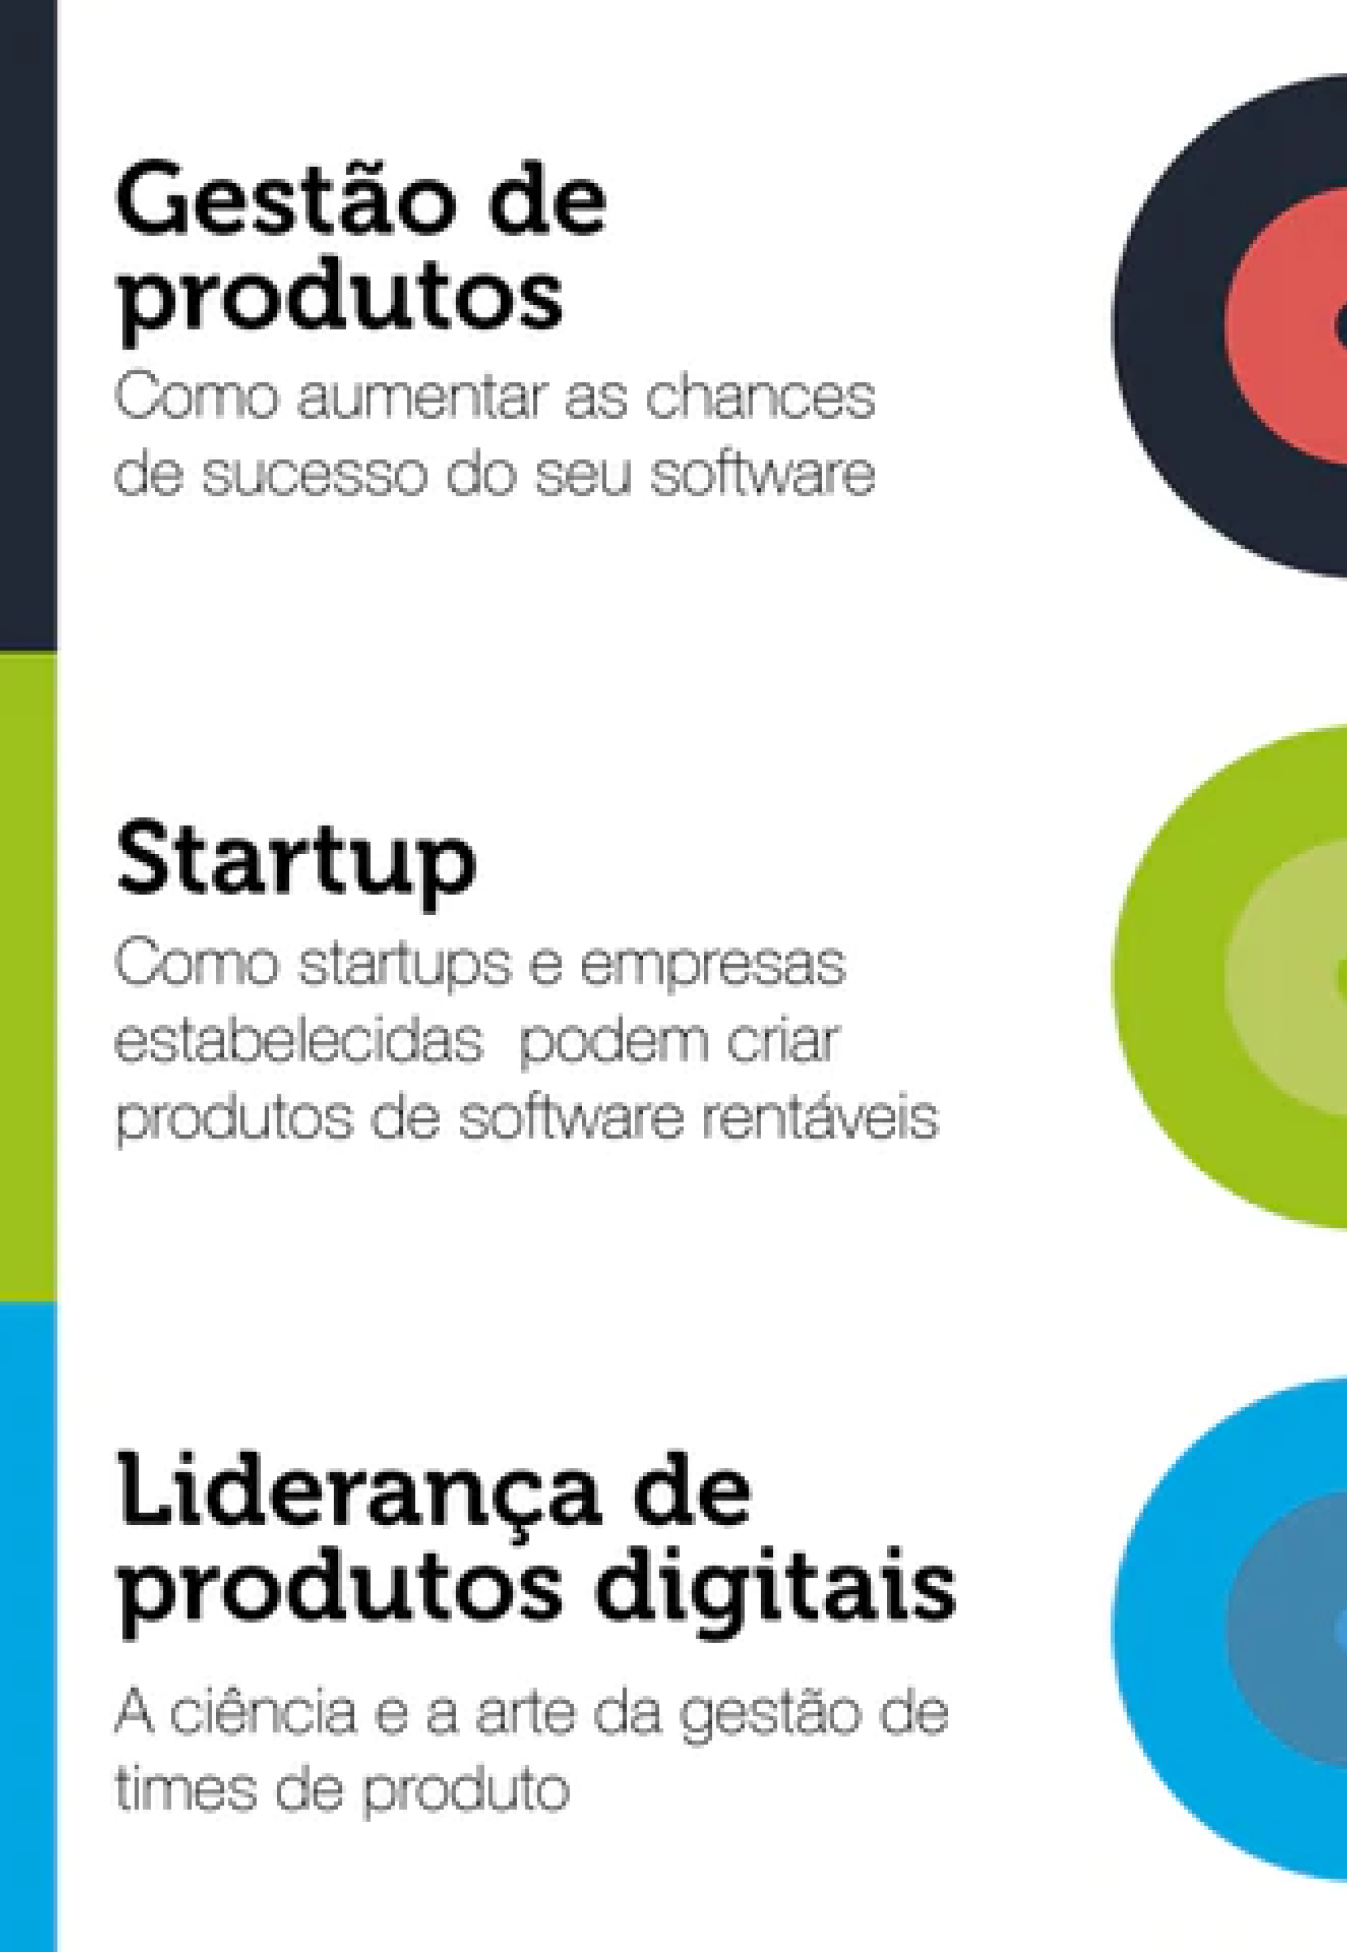 Gestão de
produtos
Como aumentar as chances
de sucesso do seu software
Startup
Como startups e empresas
estabelecidas  podem criar
produtos de software rentáveis
Liderança de
produtos digitais
A ciência e a arte da gestão de
times de produto